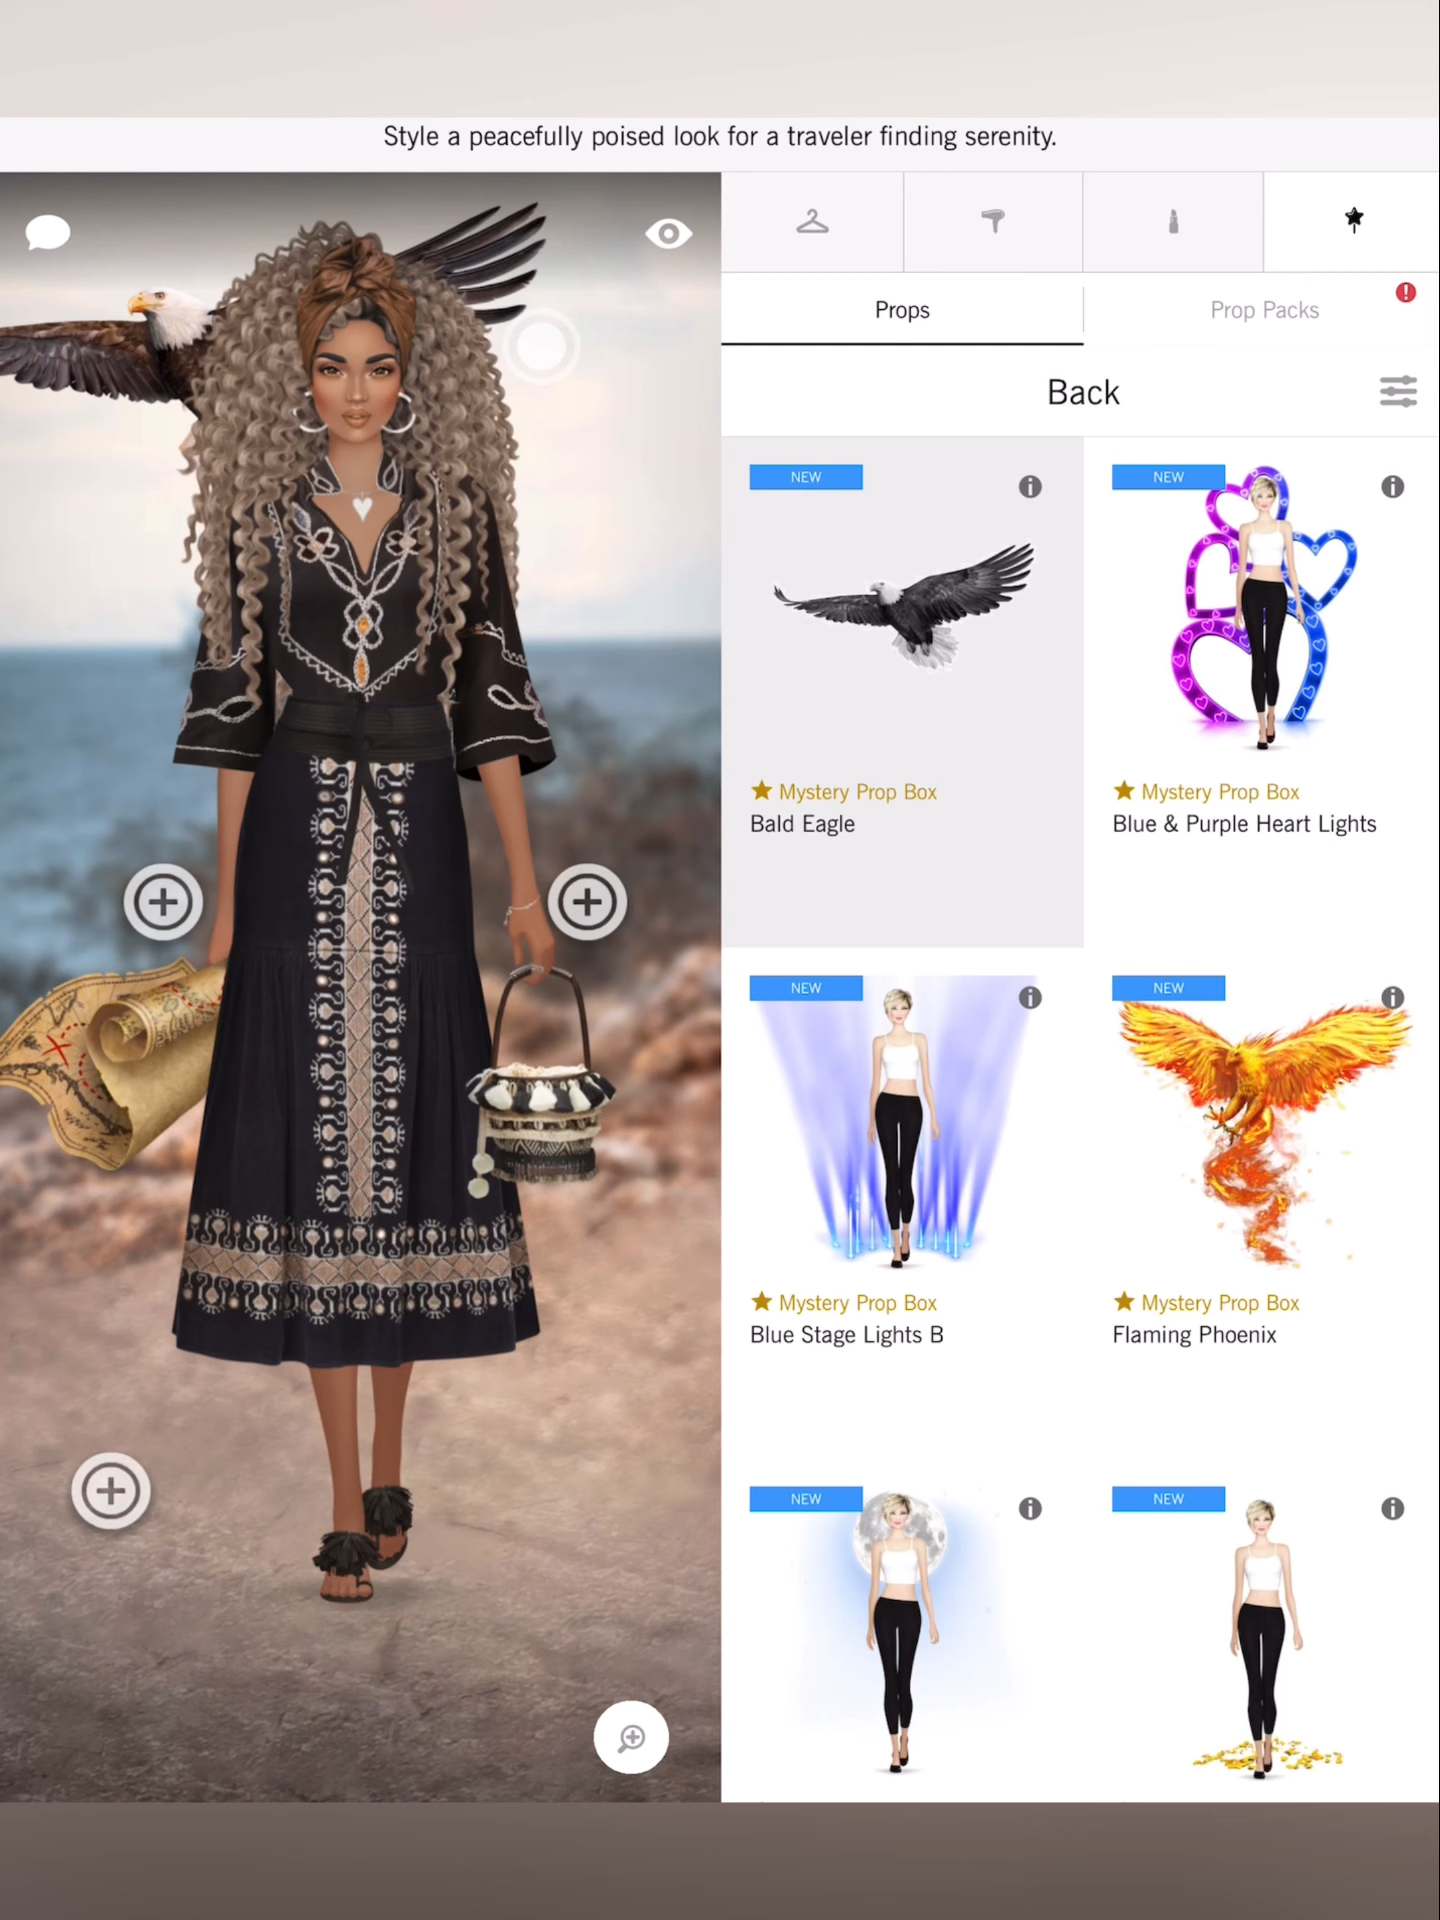 Style a peacefully poised look for a traveler finding serenity.
Props
Prop Packs
Back
NEW
NEW
Mystery Prop Box
Bald Eagle
Mystery Prop Box
Blue & Purple Heart Lights
NEW
NEW
Mystery Prop Box
Blue Stage Lights B
Mystery Prop Box
Flaming Phoenix
NEW
NEW